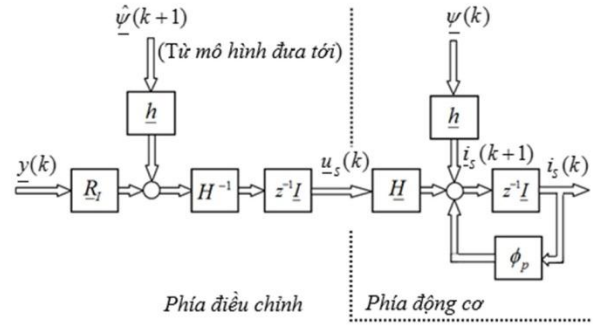 ψ̂(k+1)
ψ(k)
(Từ mô hình đưa tới)
h
h
y(k)
u_s(k)
i_s(k+1)
i_s(k)
R_I
H⁻¹
z⁻¹I
H
z⁻¹I
ϕ_p
Phía điều chỉnh
Phía động cơ